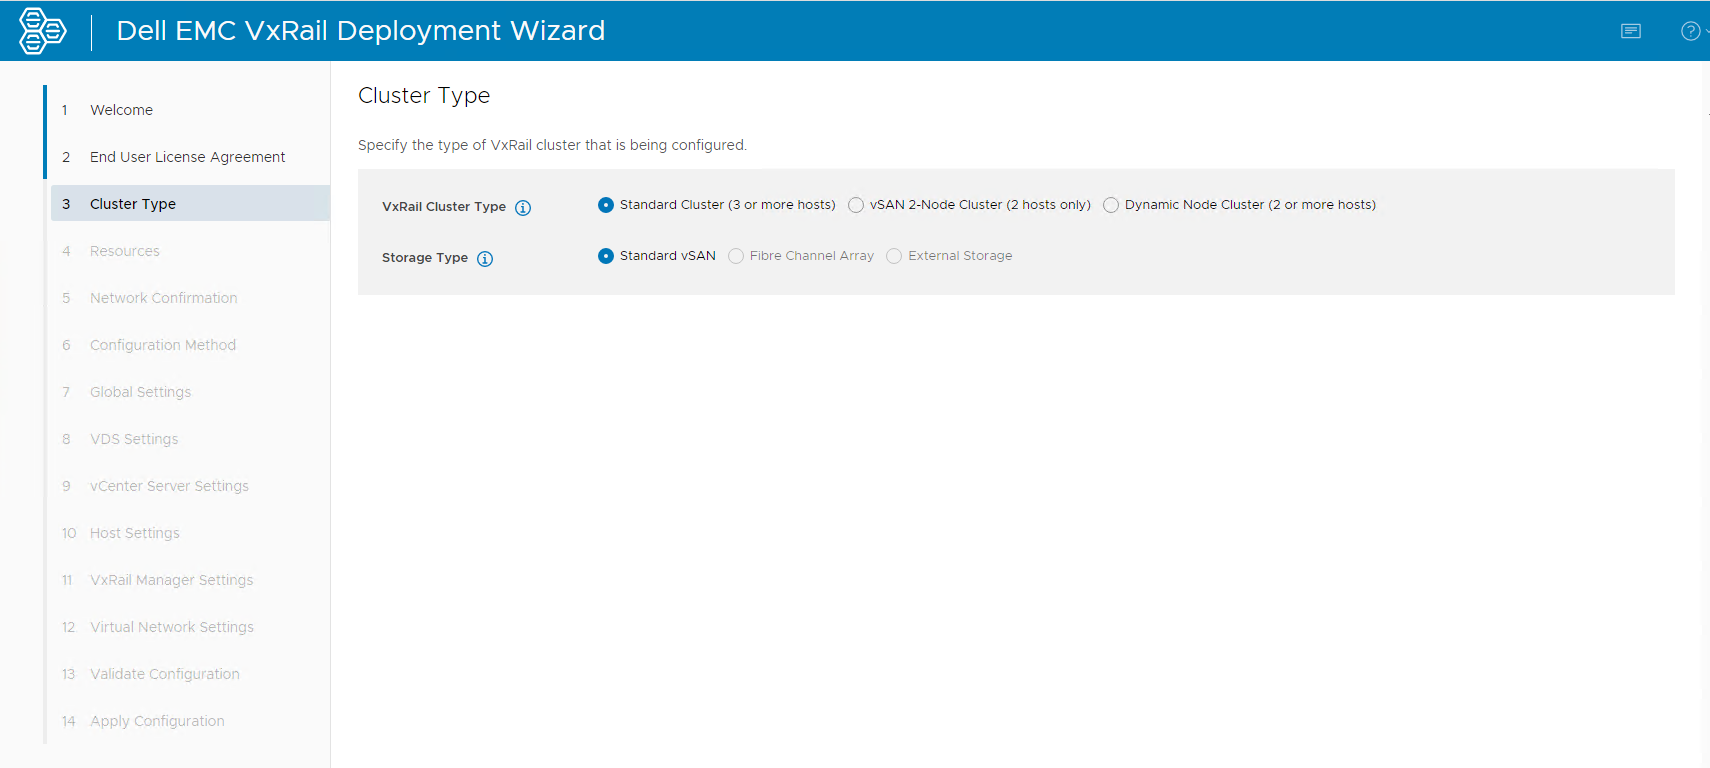 Dell EMC VxRail Deployment Wizard
1 Welcome
2 End User License Agreement
3 Cluster Type
4 Resources
5 Network Confirmation
6 Configuration Method
7 Global Settings
8 VDS Settings
9 vCenter Server Settings
10 Host Settings
11 VxRail Manager Settings
12 Virtual Network Settings
13 Validate Configuration
14 Apply Configuration
Cluster Type
Specify the type of VxRail cluster that is being configured.
VxRail Cluster Type Standard Cluster (3 or more hosts) vSAN 2-Node Cluster (2 hosts only) Dynamic Node Cluster (2 or more hosts)
Storage Type Standard vSAN Fibre Channel Array External Storage